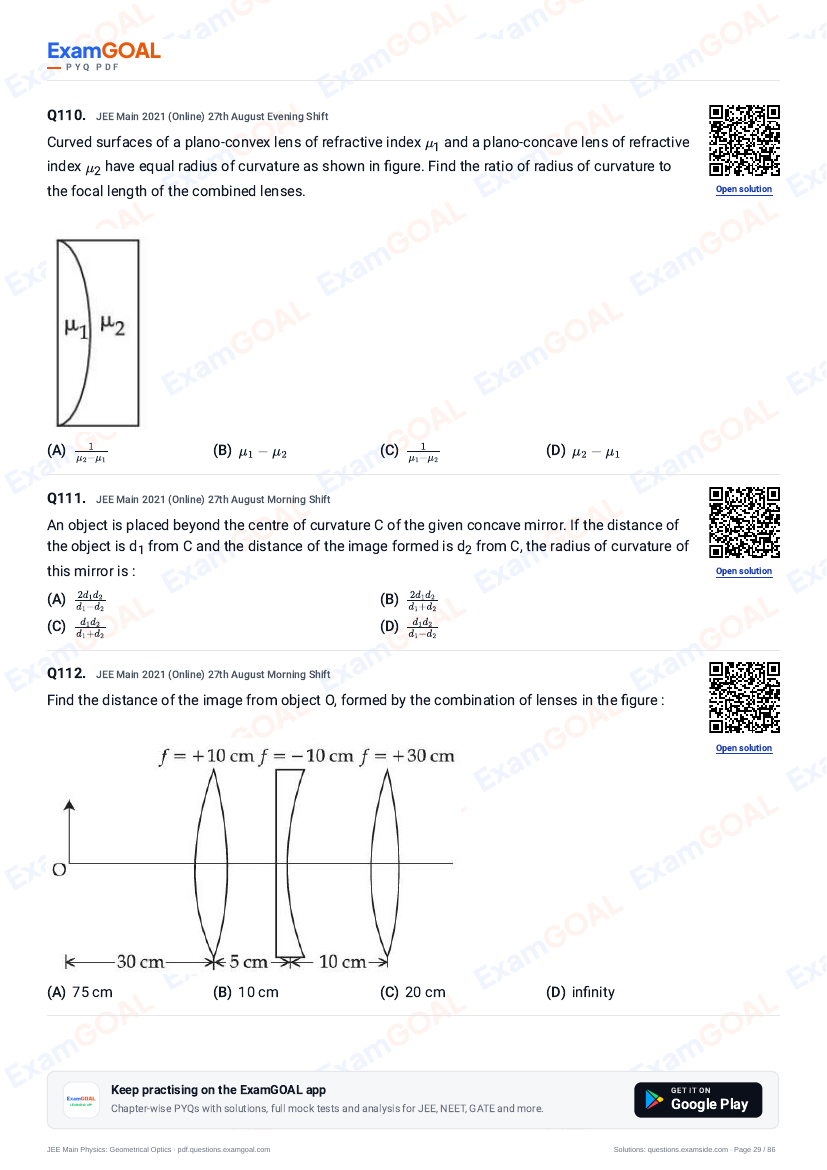 ExamGOAL
PYQ PDF
Q110. JEE Main 2021 (Online) 27th August Evening Shift
Curved surfaces of a plano-convex lens of refractive index μ₁ and a plano-concave lens of refractive
index μ₂ have equal radius of curvature as shown in figure. Find the ratio of radius of curvature to
the focal length of the combined lenses.
Open solution
μ₁ μ₂
(A) 1/(μ₂−μ₁) (B) μ₁ − μ₂ (C) 1/(μ₁−μ₂) (D) μ₂ − μ₁
Q111. JEE Main 2021 (Online) 27th August Morning Shift
An object is placed beyond the centre of curvature C of the given concave mirror. If the distance of
the object is d₁ from C and the distance of the image formed is d₂ from C, the radius of curvature of
this mirror is :
Open solution
(A) 2d₁d₂/(d₁−d₂) (B) 2d₁d₂/(d₁+d₂)
(C) d₁d₂/(d₁+d₂) (D) d₁d₂/(d₁−d₂)
Q112. JEE Main 2021 (Online) 27th August Morning Shift
Find the distance of the image from object O, formed by the combination of lenses in the figure :
Open solution
f = +10 cm f = −10 cm f = +30 cm
O
30 cm 5 cm 10 cm
(A) 75 cm (B) 10 cm (C) 20 cm (D) infinity
Keep practising on the ExamGOAL app
Chapter-wise PYQs with solutions, full mock tests and analysis for JEE, NEET, GATE and more.
GET IT ON
Google Play
JEE Main Physics: Geometrical Optics · pdf.questions.examgoal.com Solutions: questions.examside.com · Page 29 / 86